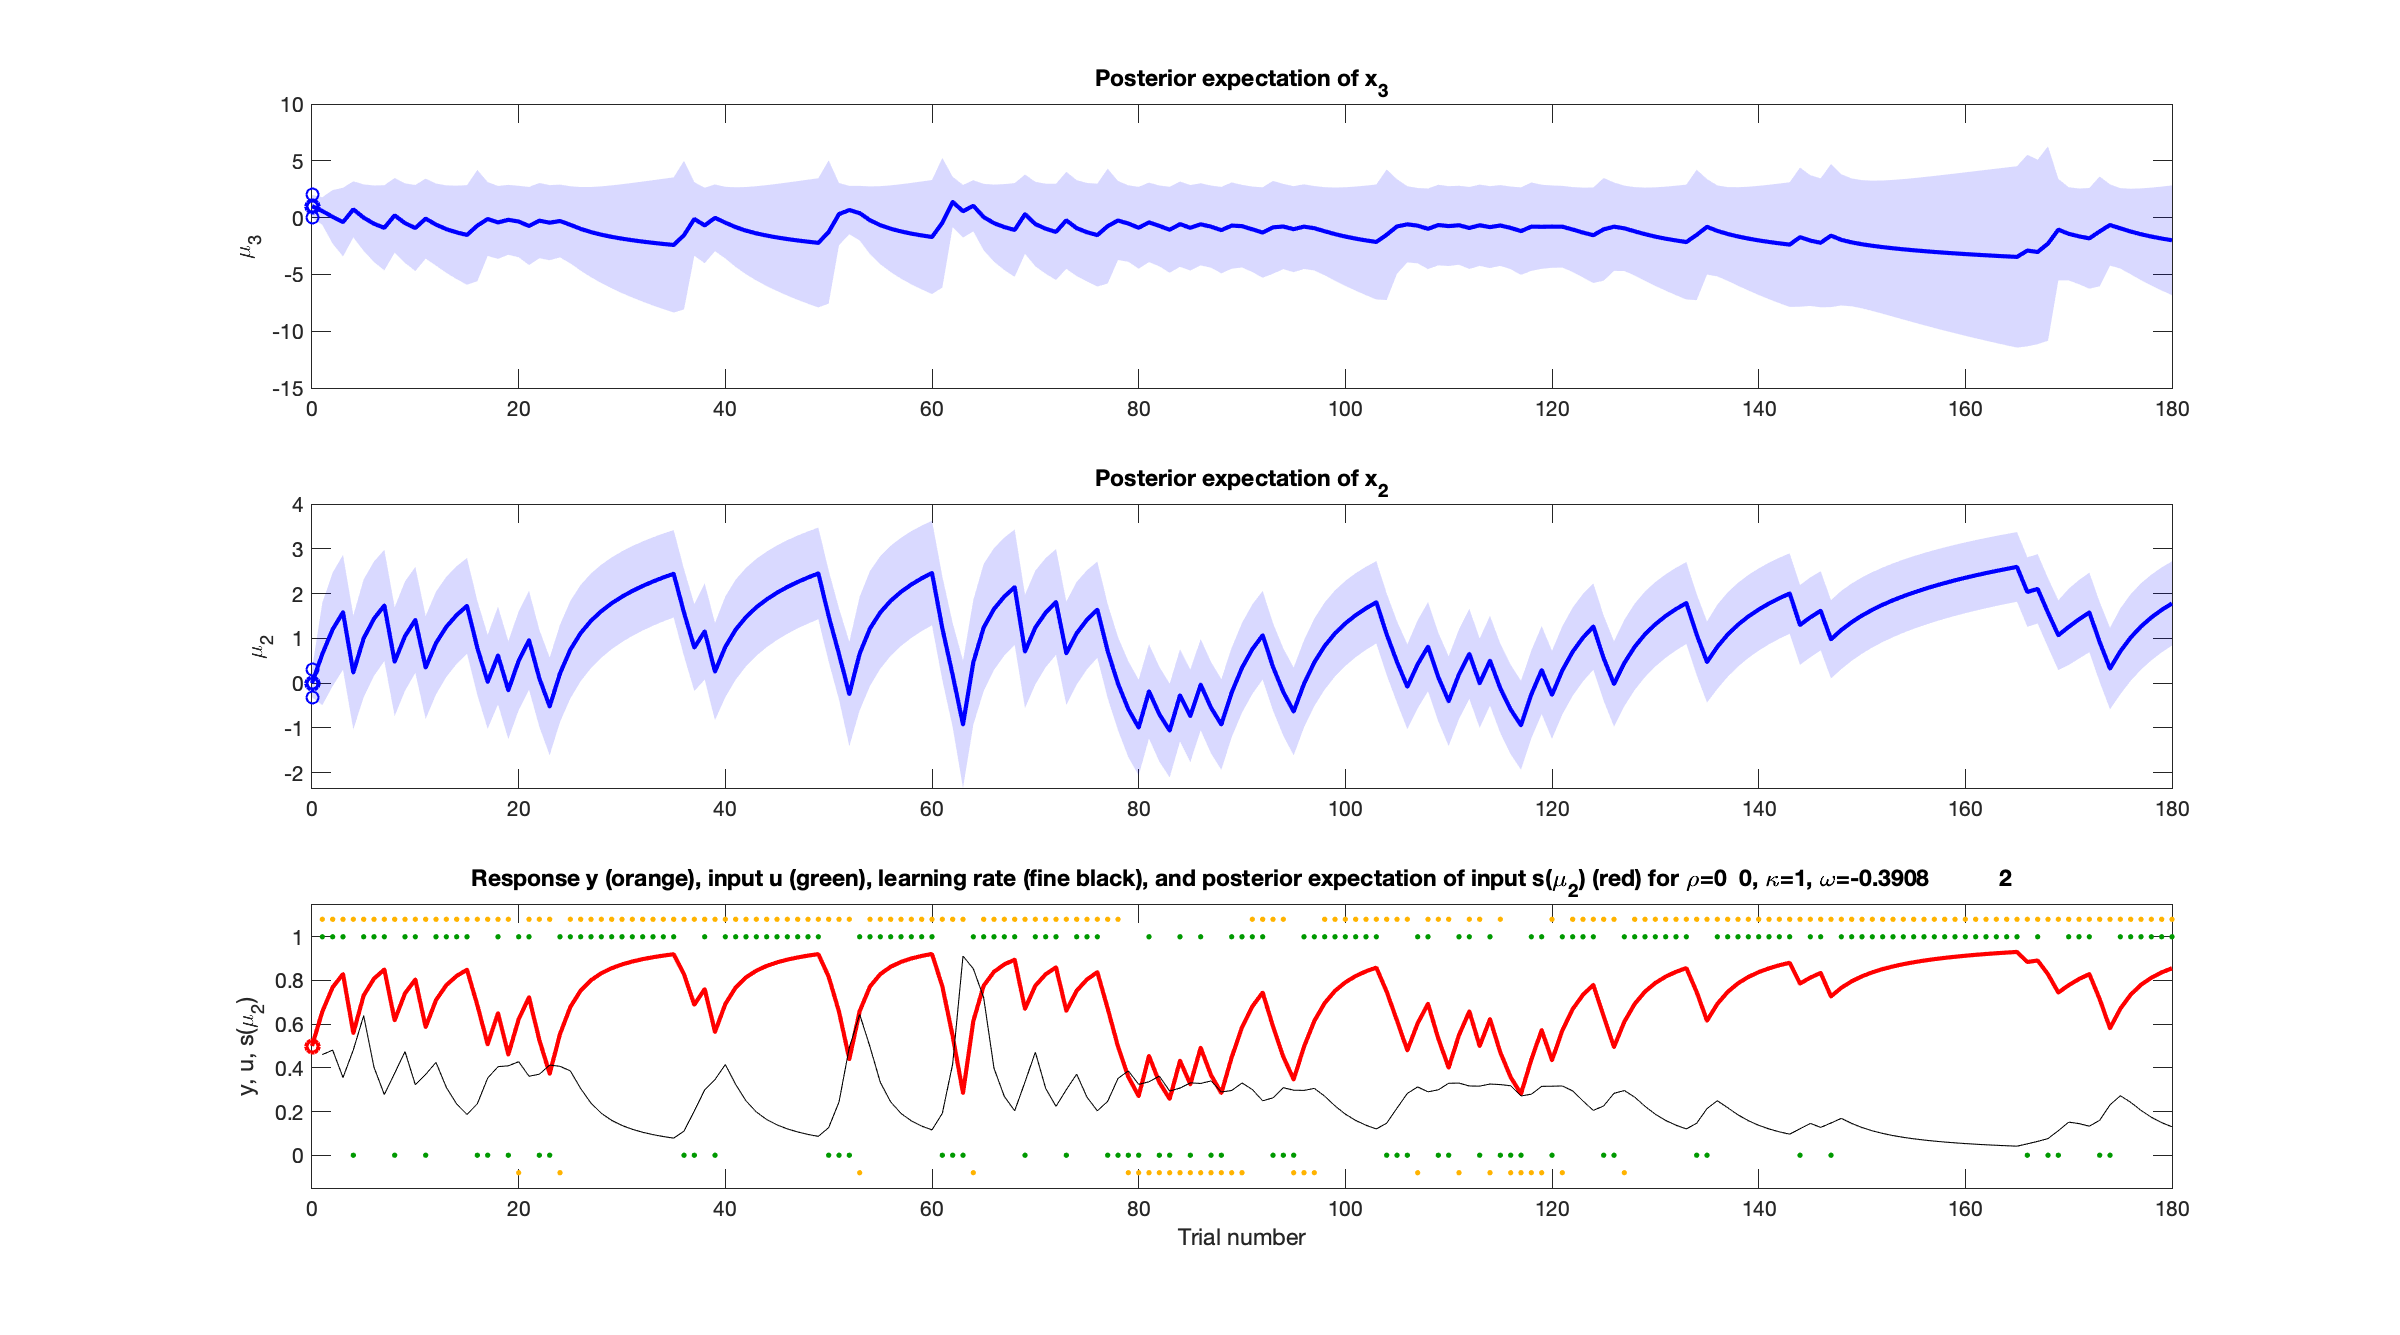 Posterior expectation of x3
10
5
0
-5
-10
-15
μ3
0 20 40 60 80 100 120 140 160 180
Posterior expectation of x2
4
3
2
1
0
-1
-2
μ2
0 20 40 60 80 100 120 140 160 180
Response y (orange), input u (green), learning rate (fine black), and posterior expectation of input s(μ2) (red) for ρ=0 0, κ=1, ω=-0.3908 2
1
0.8
0.6
0.4
0.2
0
y, u, s(μ2)
0 20 40 60 80 100 120 140 160 180
Trial number